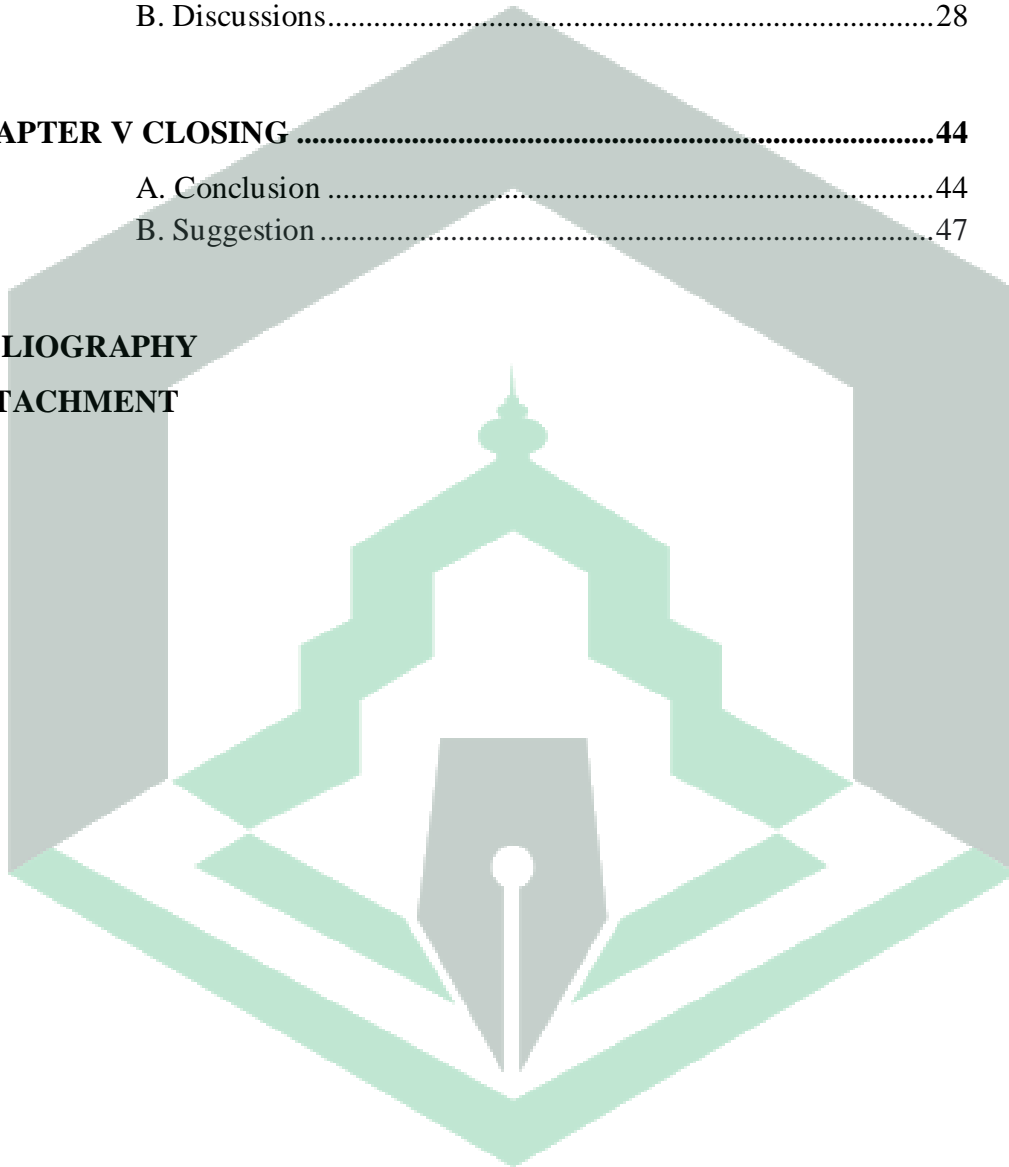 B. Discussions....................................................................................28
APTER V CLOSING ...................................................................................44
A. Conclusion ....................................................................................44
B. Suggestion ....................................................................................47
LIOGRAPHY
TACHMENT